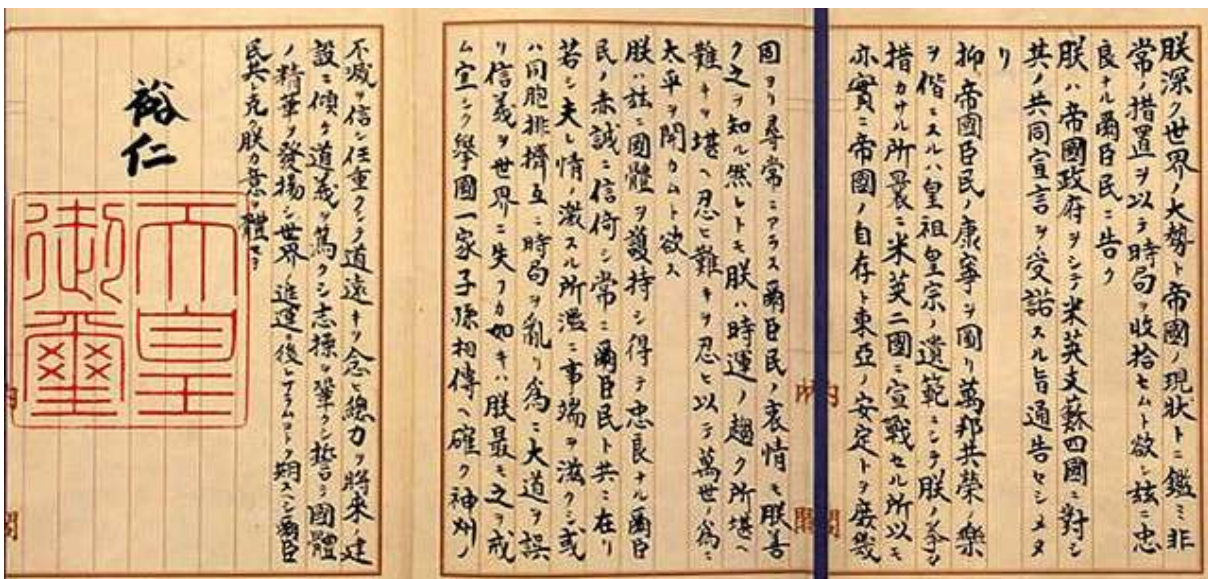 朕深ク世界ノ大勢ト帝國ノ現状トニ鑑ミ非
常ノ措置ヲ以テ時局ヲ收拾セムト欲シ茲ニ忠
良ナル爾臣民ニ告ク
朕ハ帝國政府ヲシテ米英支蘇四國ニ對シ
其ノ共同宣言ヲ受諾スル旨通告セシメタ
リ
抑帝國臣民ノ康寧ヲ圖リ萬邦共榮ノ樂
ヲ偕ニスルハ皇祖皇宗ノ遺範ニシテ朕ノ拳々
措カサル所曩ニ米英二國ニ宣戰セル所以モ
亦實ニ帝國ノ自存ト東亞ノ安定トヲ庶幾
固ヨリ尋常ニアラス爾臣民ノ衷情モ朕善
ク之ヲ知ル然レトモ朕ハ時運ノ趨ク所堪ヘ
難キヲ堪ヘ忍ヒ難キヲ忍ヒ以テ萬世ノ爲ニ
太平ヲ開カムト欲ス
朕ハ茲ニ國體ヲ護持シ得テ忠良ナル爾臣
民ノ赤誠ニ信倚シ常ニ爾臣民ト共ニ在リ
若シ夫レ情ノ激スル所濫ニ事端ヲ滋クシ或
ハ同胞排擠互ニ時局ヲ亂リ爲ニ大道ヲ誤
リ信義ヲ世界ニ失フカ如キハ朕最モ之ヲ戒
ム宜シク擧國一家子孫相傳ヘ確ク神州ノ
不滅ヲ信シ任重クシテ道遠キヲ念ヒ總力ヲ將來ノ建
設ニ傾ケ道義ヲ篤クシ志操ヲ鞏クシ誓テ國體
ノ精華ヲ發揚シ世界ノ進運ニ後レサラムコトヲ期スヘシ爾臣
民其レ克ク朕カ意ヲ體セヨ
裕仁
天皇
御璽